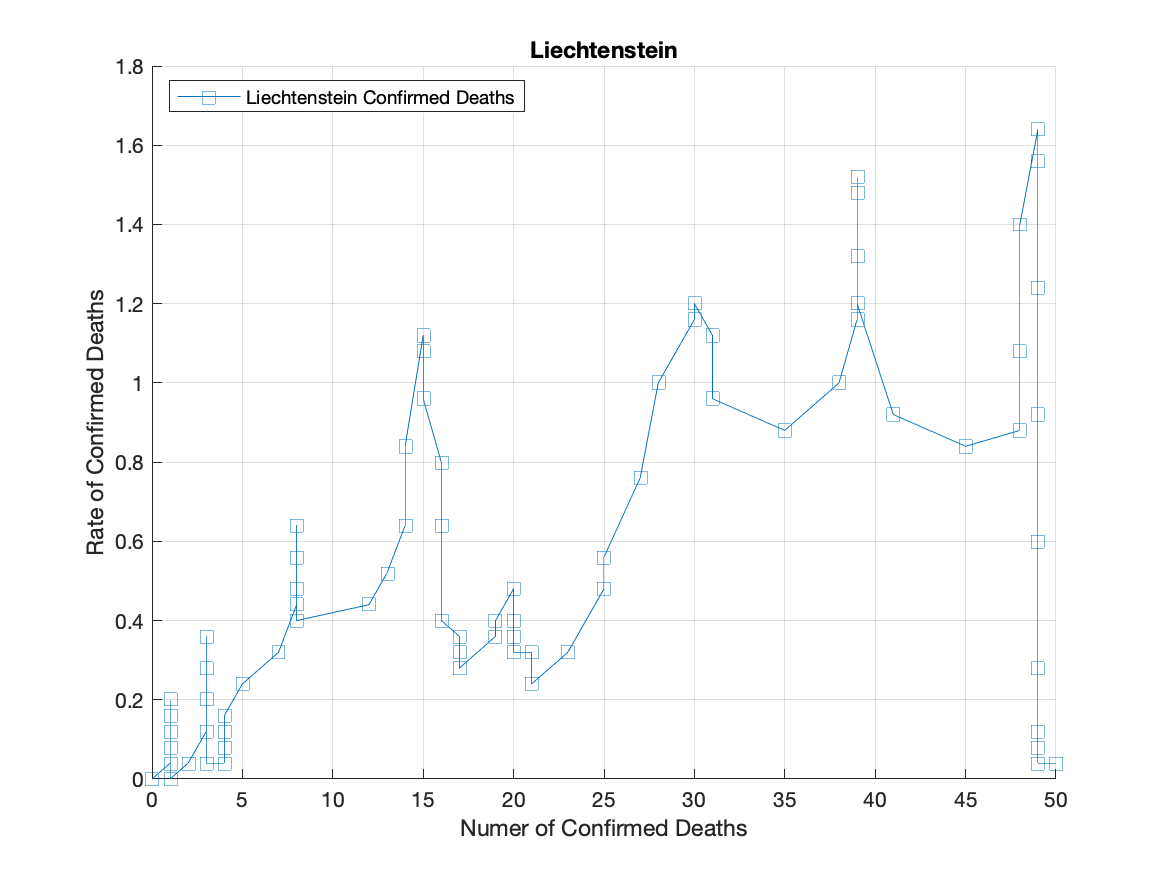 Liechtenstein
Liechtenstein Confirmed Deaths
Rate of Confirmed Deaths
1.8
1.6
1.4
1.2
1
0.8
0.6
0.4
0.2
0
0 5 10 15 20 25 30 35 40 45 50
Numer of Confirmed Deaths